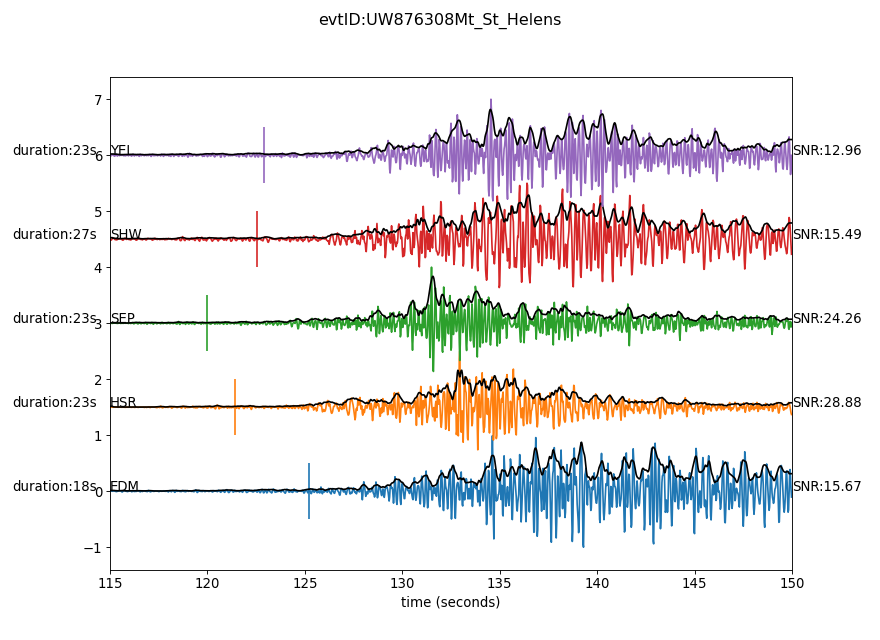 evtID:UW876308Mt_St_Helens
7
duration:23s YEL 6 SNR:12.96
5
duration:27s SHW SNR:15.49
4
duration:23s SEP 3 SNR:24.26
2
duration:23s HSR SNR:28.88
1
duration:18s EDM 0 SNR:15.67
−1
115 120 125 130 135 140 145 150
time (seconds)